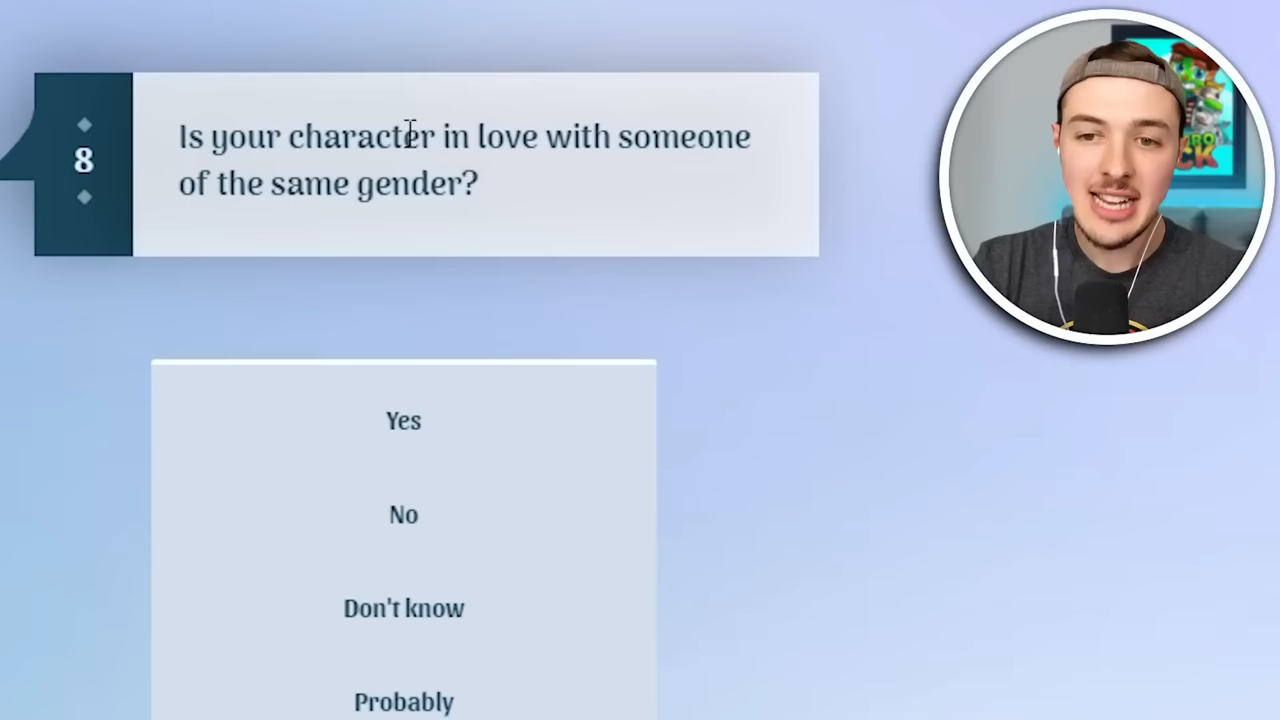 8
Is your character in love with someone
of the same gender?
Yes
No
Don't know
Probably